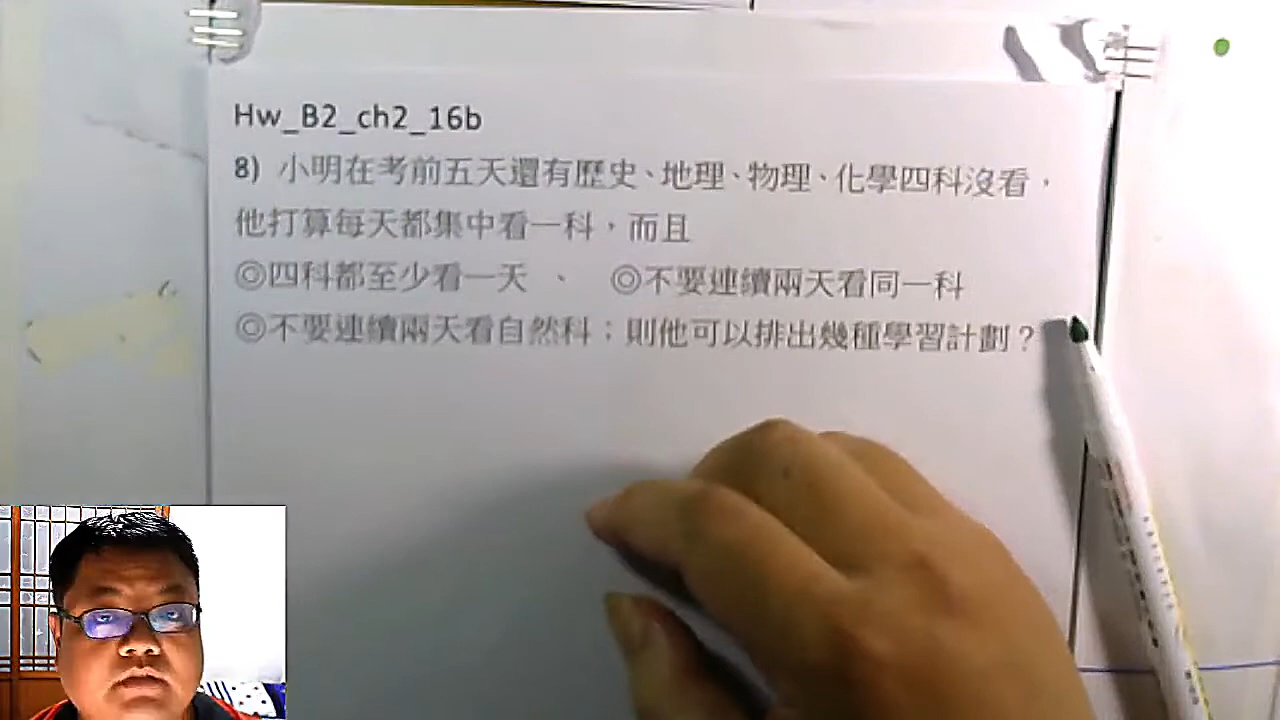 Hw_B2_ch2_16b
8) 小明在考前五天還有歷史、地理、物理、化學四科沒看,
他打算每天都集中看一科,而且
◎四科都至少看一天 、 ◎不要連續兩天看同一科
◎不要連續兩天看自然科;則他可以排出幾種學習計劃?